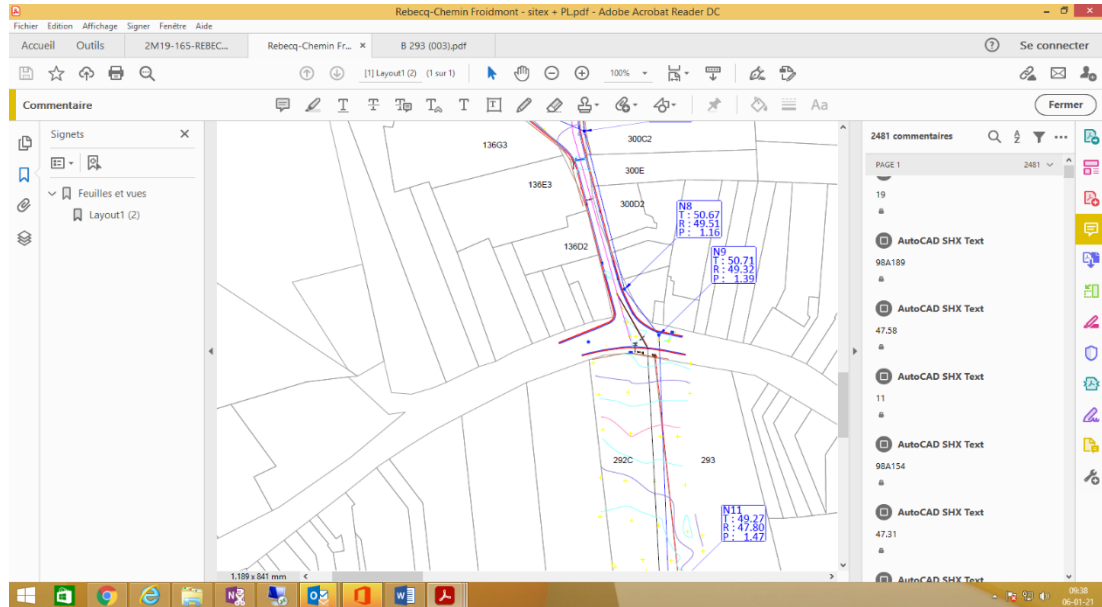 Rebecq-Chemin Froidmont - sitex + PL.pdf - Adobe Acrobat Reader DC
Fichier Edition Affichage Signer Fenêtre Aide
Accueil Outils 2M19-165-REBEC... Rebecq-Chemin Fr... × B 293 (003).pdf ? Se connecter
[1] Layout1 (2) (1 sur 1) 100%
Commentaire Fermer
Signets
Feuilles et vues
Layout1 (2)
136G3
300C2
136E3
300E
300D2
136D2
N8
T : 50.67
R : 49.51
P : 1.16
N9
T : 50.71
R : 49.32
P : 1.39
292C
293
N11
T : 49.27
R : 47.80
P : 1.47
1.189 x 841 mm
2481 commentaires
PAGE 1 2481
19
AutoCAD SHX Text
98A189
AutoCAD SHX Text
47.58
AutoCAD SHX Text
11
AutoCAD SHX Text
98A154
AutoCAD SHX Text
47.31
AutoCAD SHX Text
09:38
06-01-21